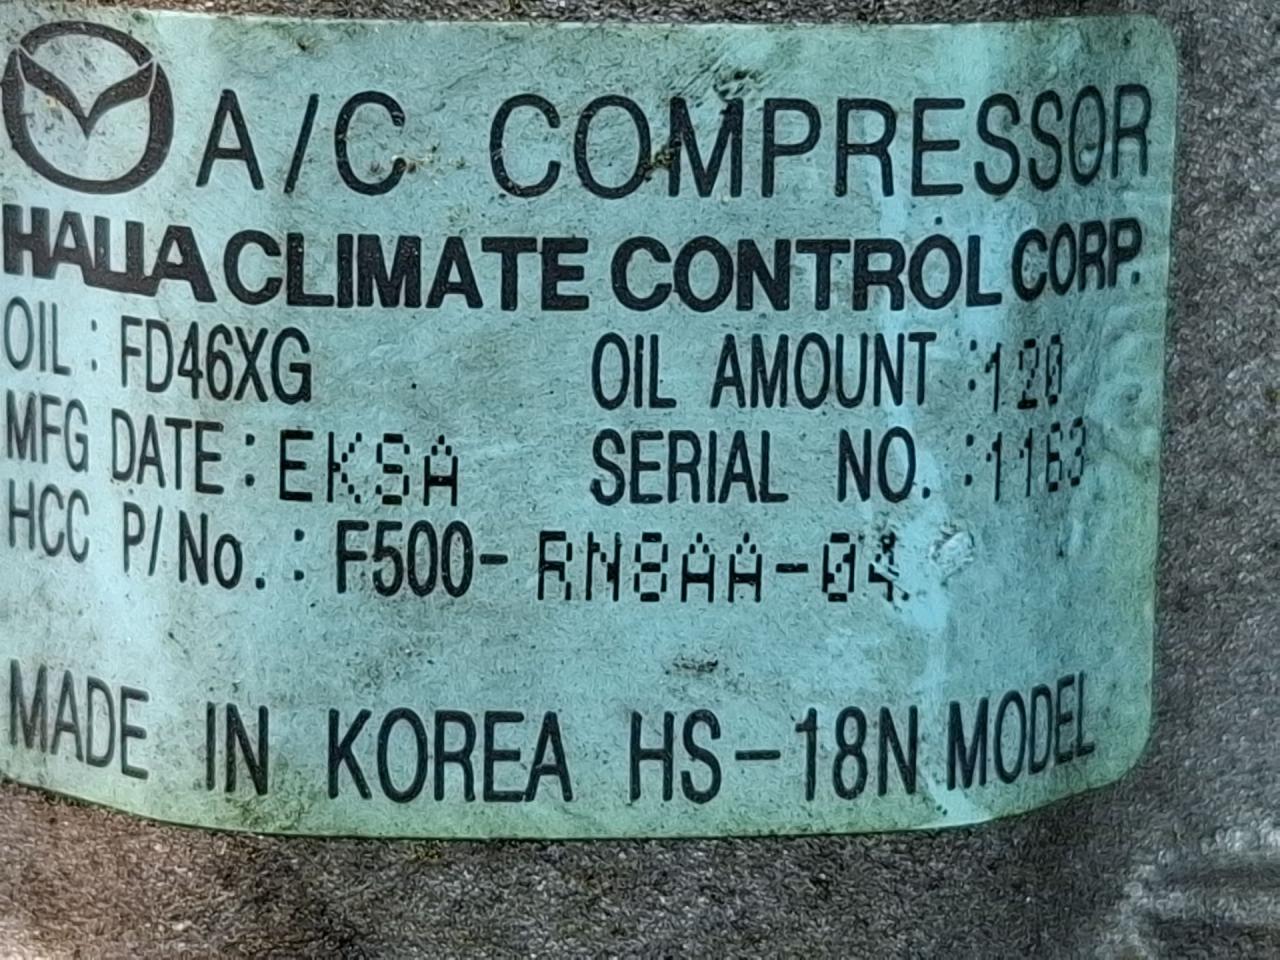 A/C COMPRESSOR
HALLA CLIMATE CONTROL CORP.
OIL : FD46XG OIL AMOUNT : 120
MFG DATE : EKSA SERIAL NO. : 1163
HCC P/No. : F500-RN8AA-04
MADE IN KOREA HS-18N MODEL